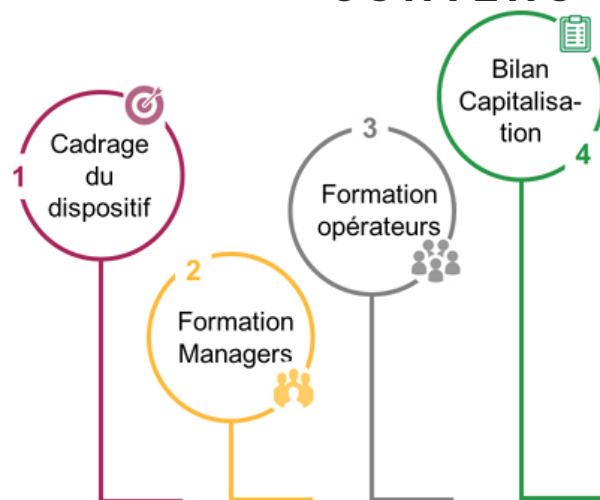 1
Cadrage
du
dispositif
2
Formation
Managers
3
Formation
opérateurs
Bilan
Capitalisa-
tion
4